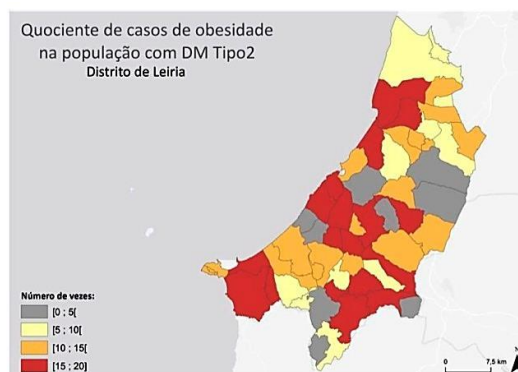 Quociente de casos de obesidade
na população com DM Tipo2
Distrito de Leiria
Número de vezes:
[0 ; 5[
[5 ; 10[
[10 ; 15[
[15 ; 20]
0 7,5 km